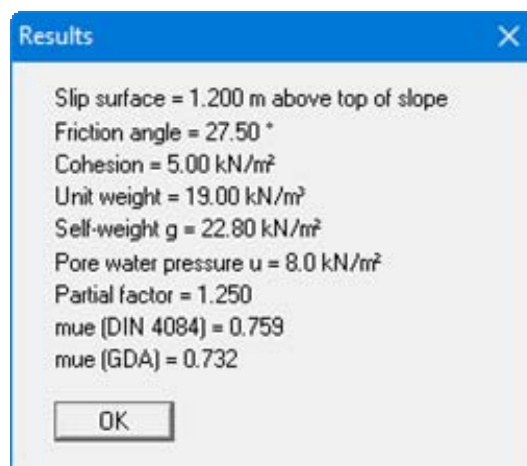 Results
Slip surface = 1.200 m above top of slope
Friction angle = 27.50 °
Cohesion = 5.00 kN/m²
Unit weight = 19.00 kN/m³
Self-weight g = 22.80 kN/m²
Pore water pressure u = 8.0 kN/m²
Partial factor = 1.250
mue (DIN 4084) = 0.759
mue (GDA) = 0.732
OK